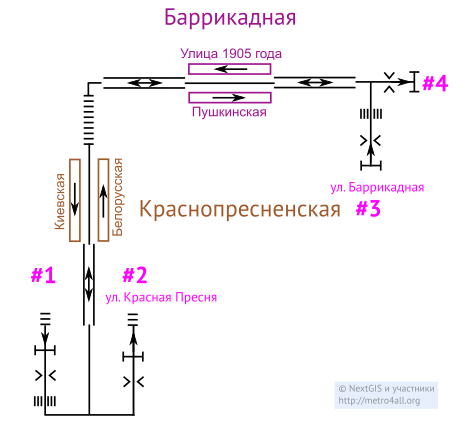 Баррикадная
Улица 1905 года
Пушкинская
#4
ул. Баррикадная
#3
Киевская
Белорусская
Краснопресненская
#1
#2
ул. Красная Пресня
© NextGIS и участники
http://metro4all.org